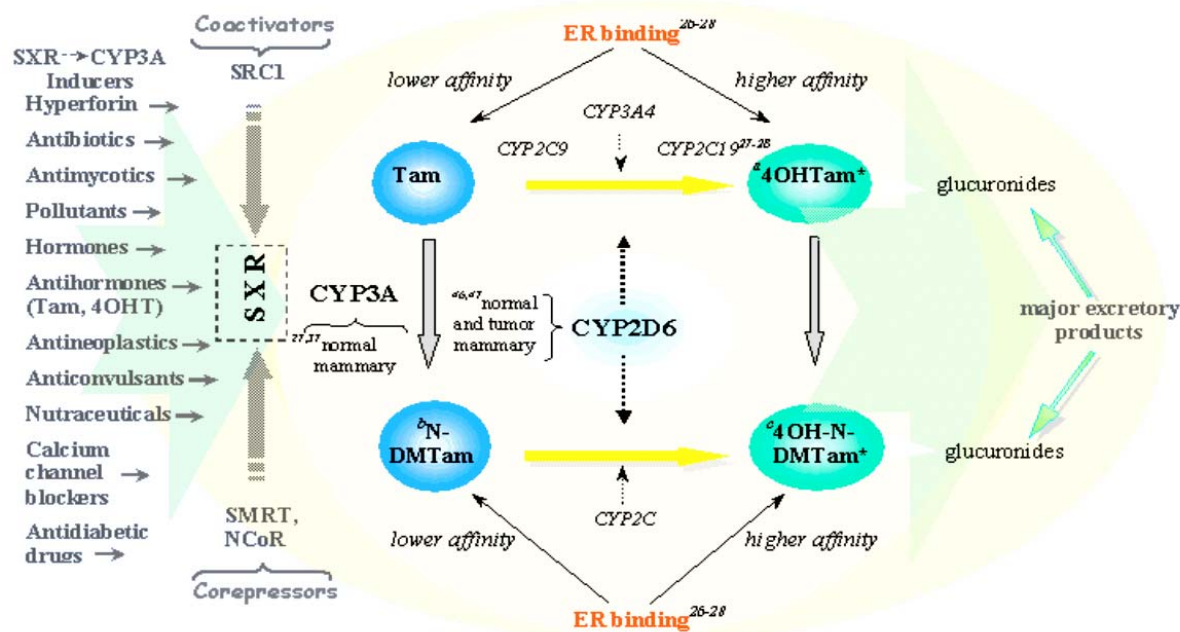 Coactivators
SRC1
SXR⇢CYP3A
Inducers
Hyperforin →
Antibiotics →
Antimycotics →
Pollutants →
Hormones →
Antihormones →
(Tam, 4OHT)
Antineoplastics →
Anticonvulsants →
Nutraceuticals →
Calcium
channel →
blockers
Antidiabetic
drugs →
SXR
SMRT,
NCoR
Corepressors
ER binding26-28
lower affinity
higher affinity
CYP3A4
CYP2C9
CYP2C1927-28
Tam
a4OHTam*
glucuronides
CYP3A
27,37normal
mammary
46,47normal
and tumor
mammary
CYP2D6
major excretory
products
bN-
DMTam
c4OH-N-
DMTam*
glucuronides
CYP2C
lower affinity
higher affinity
ER binding26-28